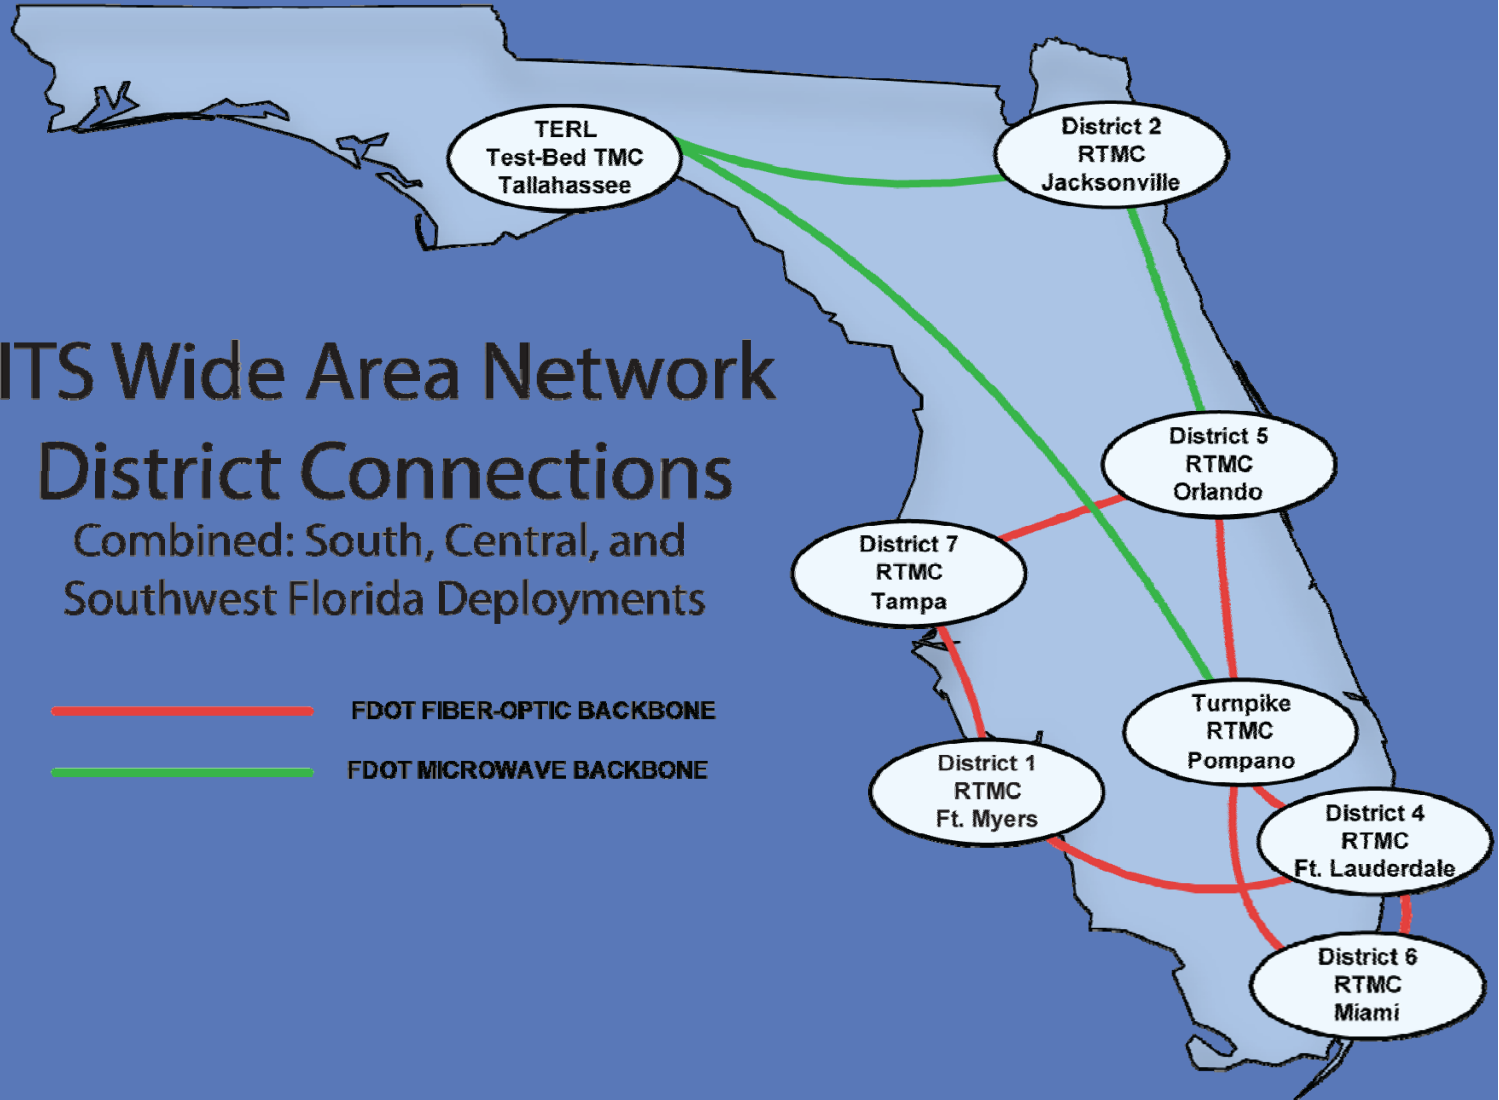 TERL
Test-Bed TMC
Tallahassee
District 2
RTMC
Jacksonville
ITS Wide Area Network
District Connections
Combined: South, Central, and
Southwest Florida Deployments
District 5
RTMC
Orlando
District 7
RTMC
Tampa
FDOT FIBER-OPTIC BACKBONE
FDOT MICROWAVE BACKBONE
Turnpike
RTMC
Pompano
District 1
RTMC
Ft. Myers
District 4
RTMC
Ft. Lauderdale
District 6
RTMC
Miami